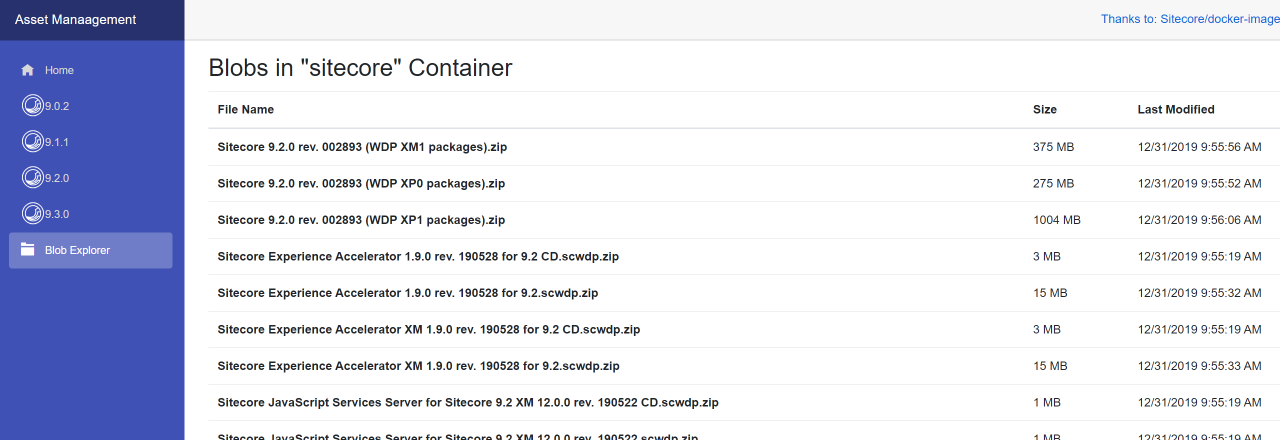 Asset Manaagement
Thanks to: Sitecore/docker-image
Home
9.0.2
9.1.1
9.2.0
9.3.0
Blob Explorer
Blobs in "sitecore" Container
File Name Size Last Modified
Sitecore 9.2.0 rev. 002893 (WDP XM1 packages).zip 375 MB 12/31/2019 9:55:56 AM
Sitecore 9.2.0 rev. 002893 (WDP XP0 packages).zip 275 MB 12/31/2019 9:55:52 AM
Sitecore 9.2.0 rev. 002893 (WDP XP1 packages).zip 1004 MB 12/31/2019 9:56:06 AM
Sitecore Experience Accelerator 1.9.0 rev. 190528 for 9.2 CD.scwdp.zip 3 MB 12/31/2019 9:55:19 AM
Sitecore Experience Accelerator 1.9.0 rev. 190528 for 9.2.scwdp.zip 15 MB 12/31/2019 9:55:32 AM
Sitecore Experience Accelerator XM 1.9.0 rev. 190528 for 9.2 CD.scwdp.zip 3 MB 12/31/2019 9:55:19 AM
Sitecore Experience Accelerator XM 1.9.0 rev. 190528 for 9.2.scwdp.zip 15 MB 12/31/2019 9:55:33 AM
Sitecore JavaScript Services Server for Sitecore 9.2 XM 12.0.0 rev. 190522 CD.scwdp.zip 1 MB 12/31/2019 9:55:19 AM
Sitecore JavaScript Services Server for Sitecore 9.2 XM 12.0.0 rev. 190522.scwdp.zip 1 MB 12/31/2019 9:55:19 AM